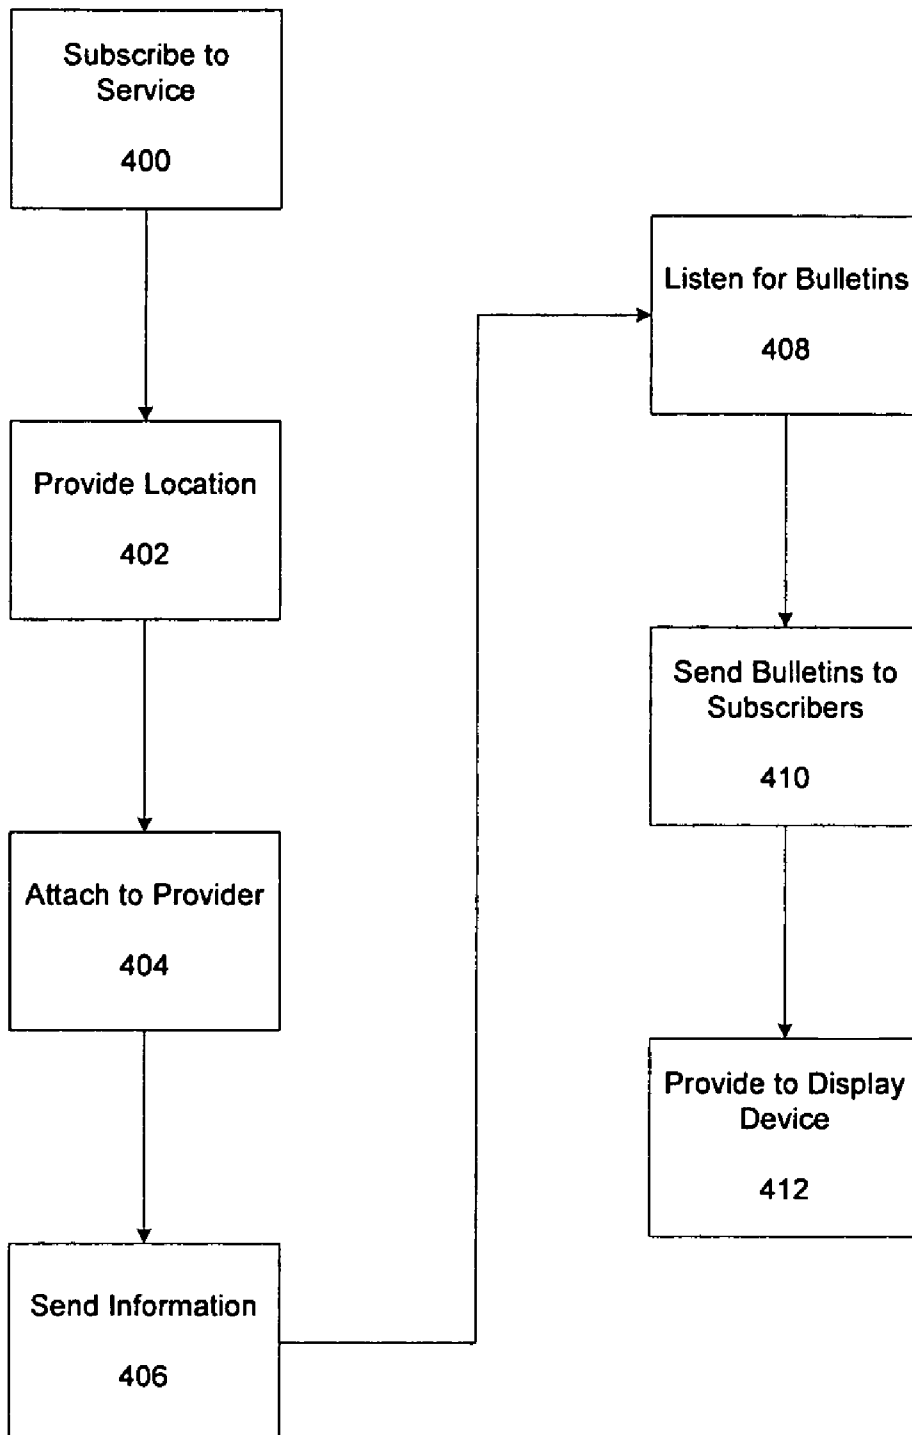 Subscribe to
Service
400
Provide Location
402
Attach to Provider
404
Send Information
406
Listen for Bulletins
408
Send Bulletins to
Subscribers
410
Provide to Display
Device
412